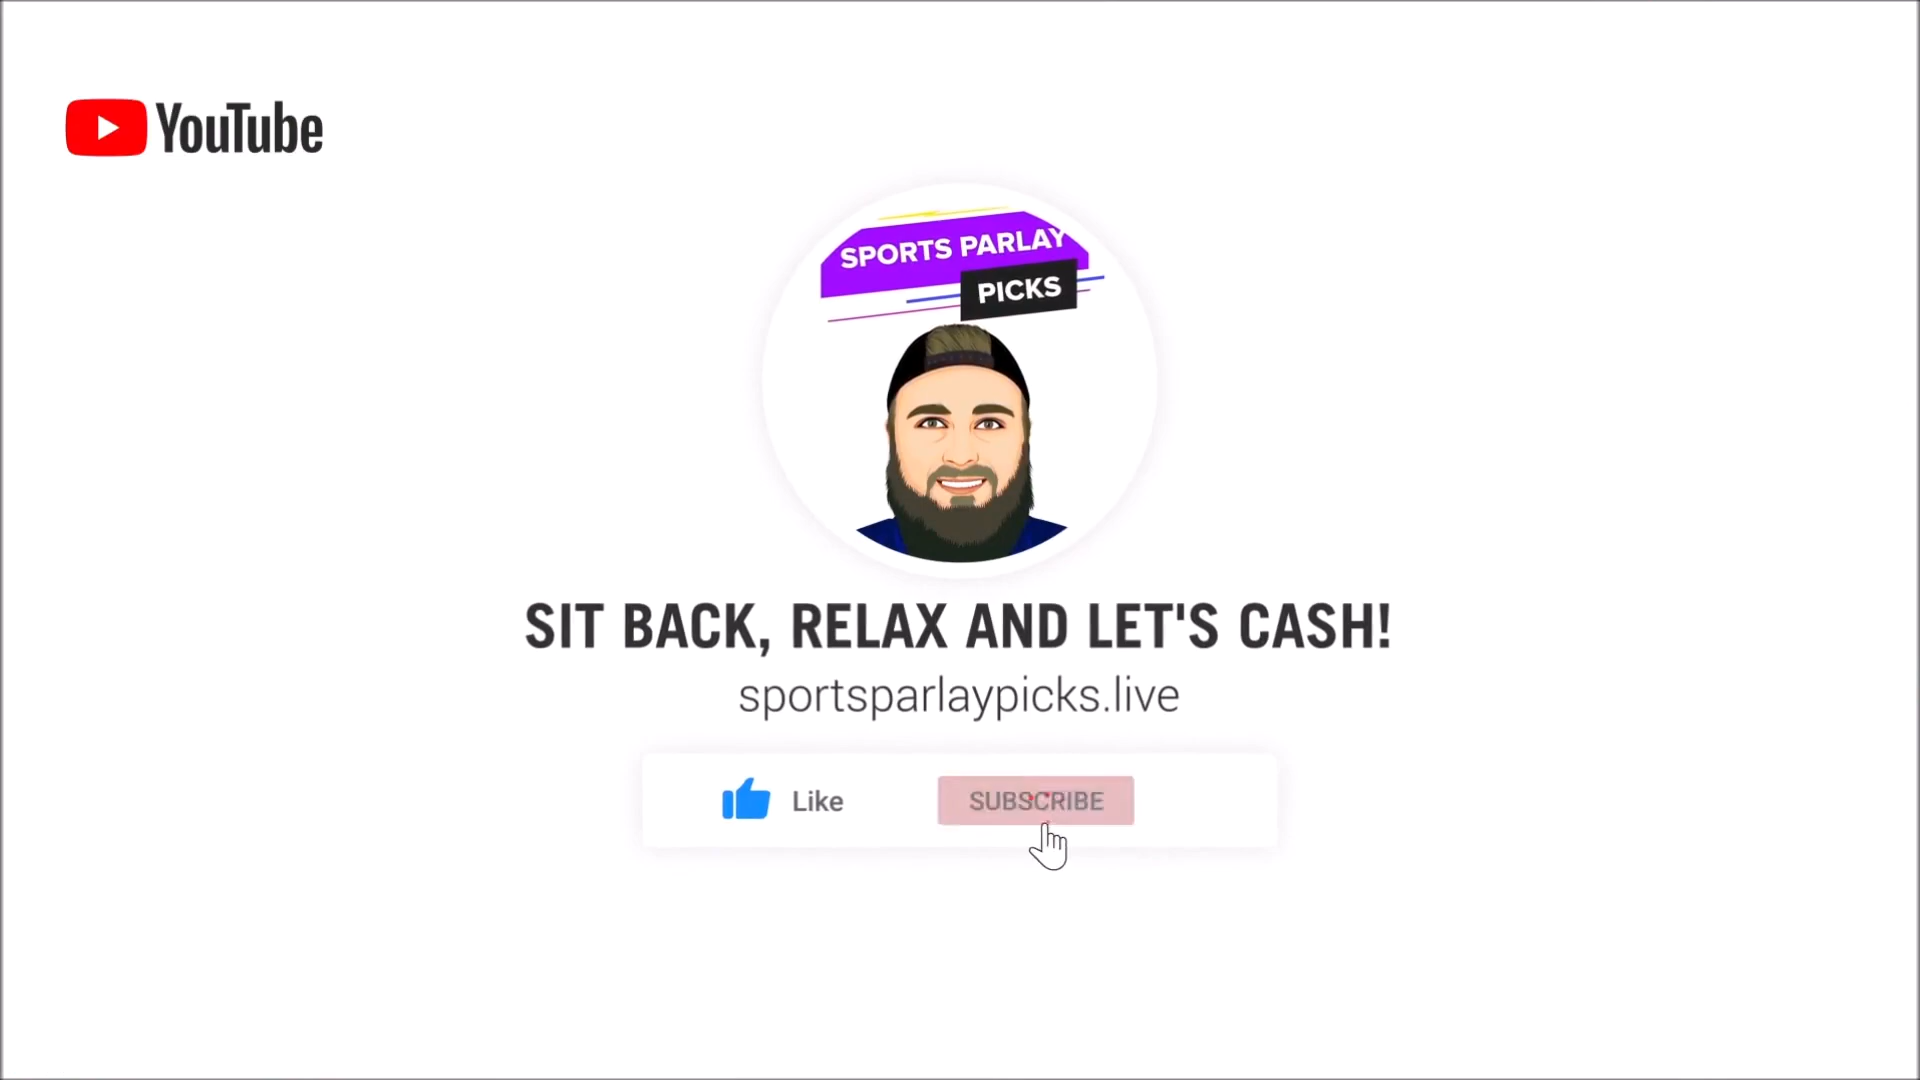 YouTube
SPORTS PARLAY
PICKS
SIT BACK, RELAX AND LET'S CASH!
sportsparlaypicks.live
Like
SUBSCRIBE